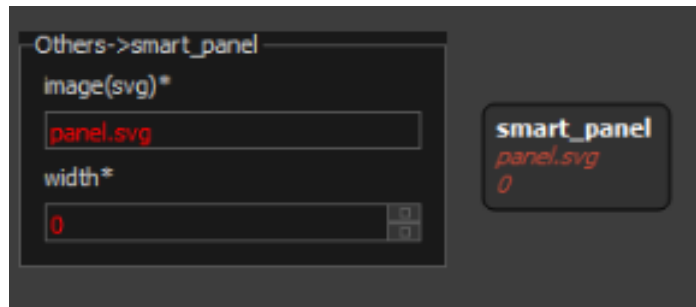 Others->smart_panel
image(svg)*
panel.svg
width*
0
smart_panel
panel.svg
0